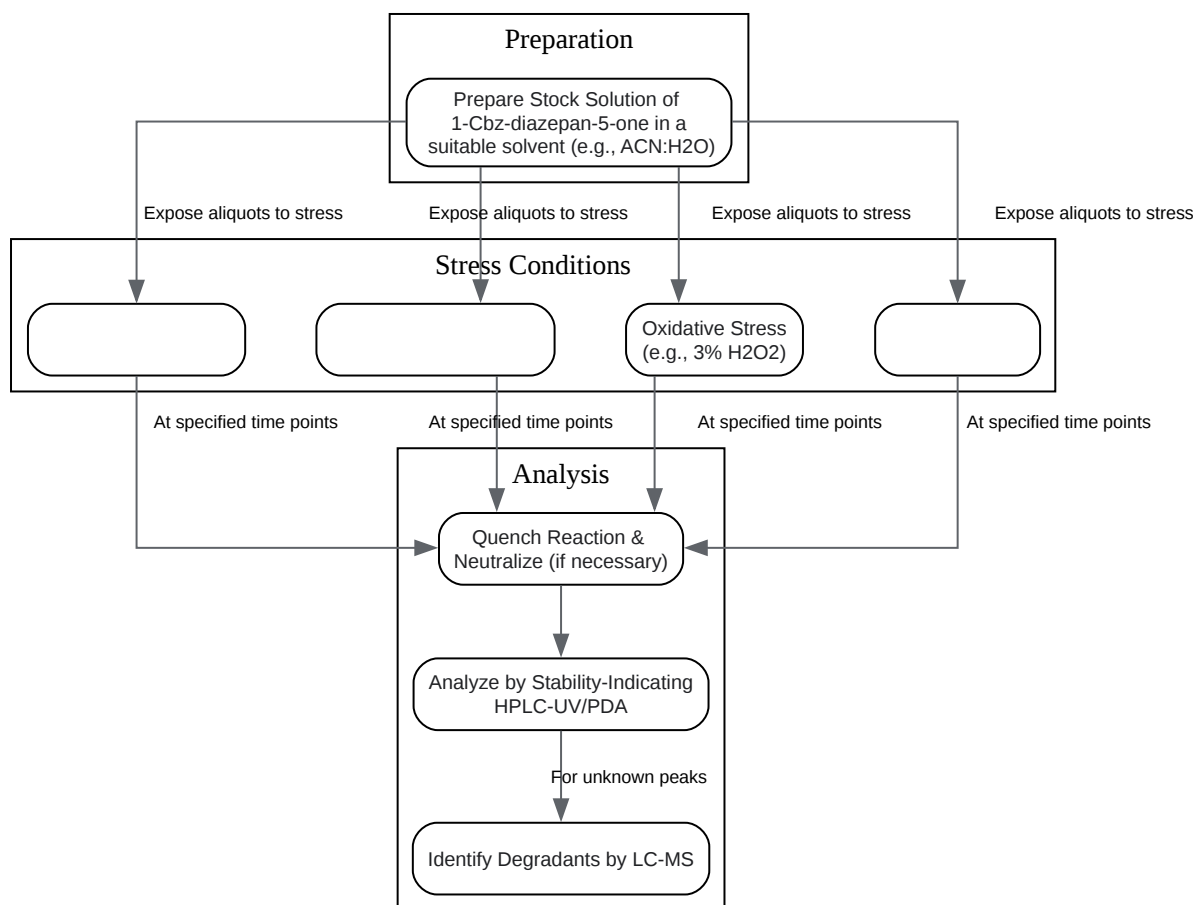 Preparation
Prepare Stock Solution of
1-Cbz-diazepan-5-one in a
suitable solvent (e.g., ACN:H2O)
Expose aliquots to stress
Expose aliquots to stress
Expose aliquots to stress
Expose aliquots to stress
Stress Conditions
Oxidative Stress
(e.g., 3% H2O2)
At specified time points
At specified time points
At specified time points
At specified time points
Analysis
Quench Reaction &
Neutralize (if necessary)
Analyze by Stability-Indicating
HPLC-UV/PDA
For unknown peaks
Identify Degradants by LC-MS